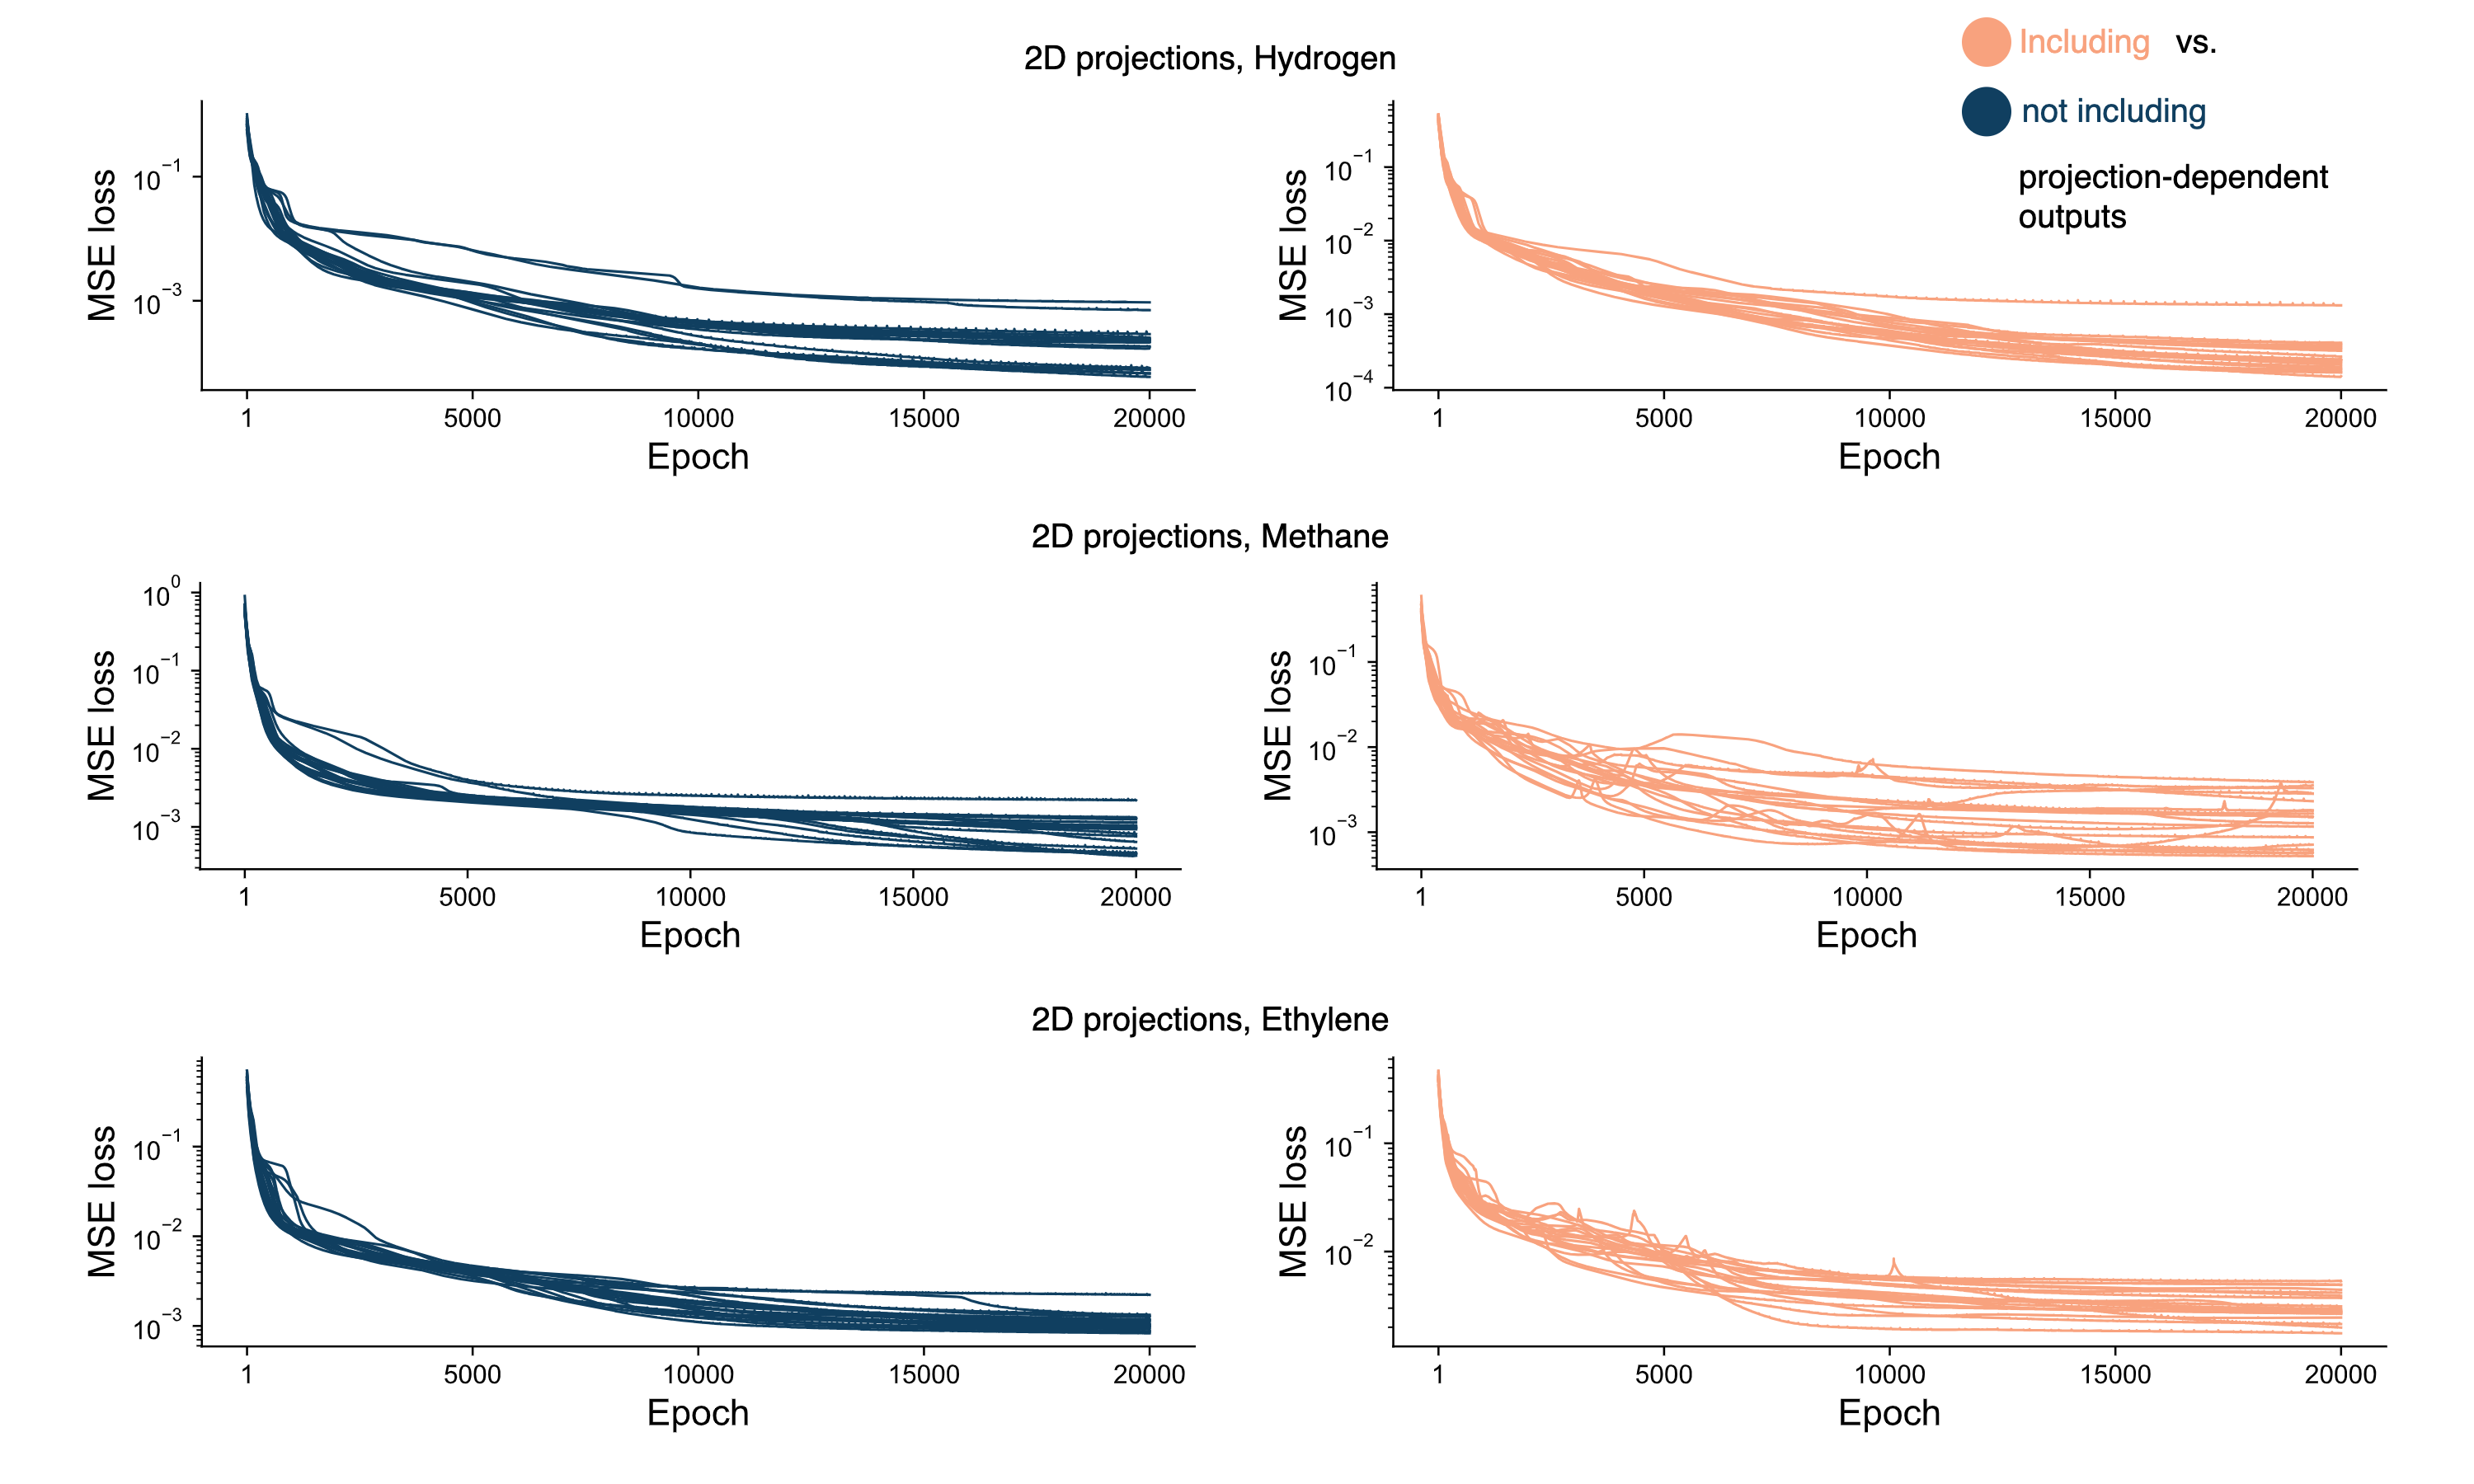 Including vs.
not including
projection-dependent
outputs
2D projections, Hydrogen
MSE loss
10⁻¹
10⁻³
1 5000 10000 15000 20000
Epoch
MSE loss
10⁻¹
10⁻²
10⁻³
10⁻⁴
1 5000 10000 15000 20000
Epoch
2D projections, Methane
MSE loss
10⁰
10⁻¹
10⁻²
10⁻³
1 5000 10000 15000 20000
Epoch
MSE loss
10⁻¹
10⁻²
10⁻³
1 5000 10000 15000 20000
Epoch
2D projections, Ethylene
MSE loss
10⁻¹
10⁻²
10⁻³
1 5000 10000 15000 20000
Epoch
MSE loss
10⁻¹
10⁻²
1 5000 10000 15000 20000
Epoch